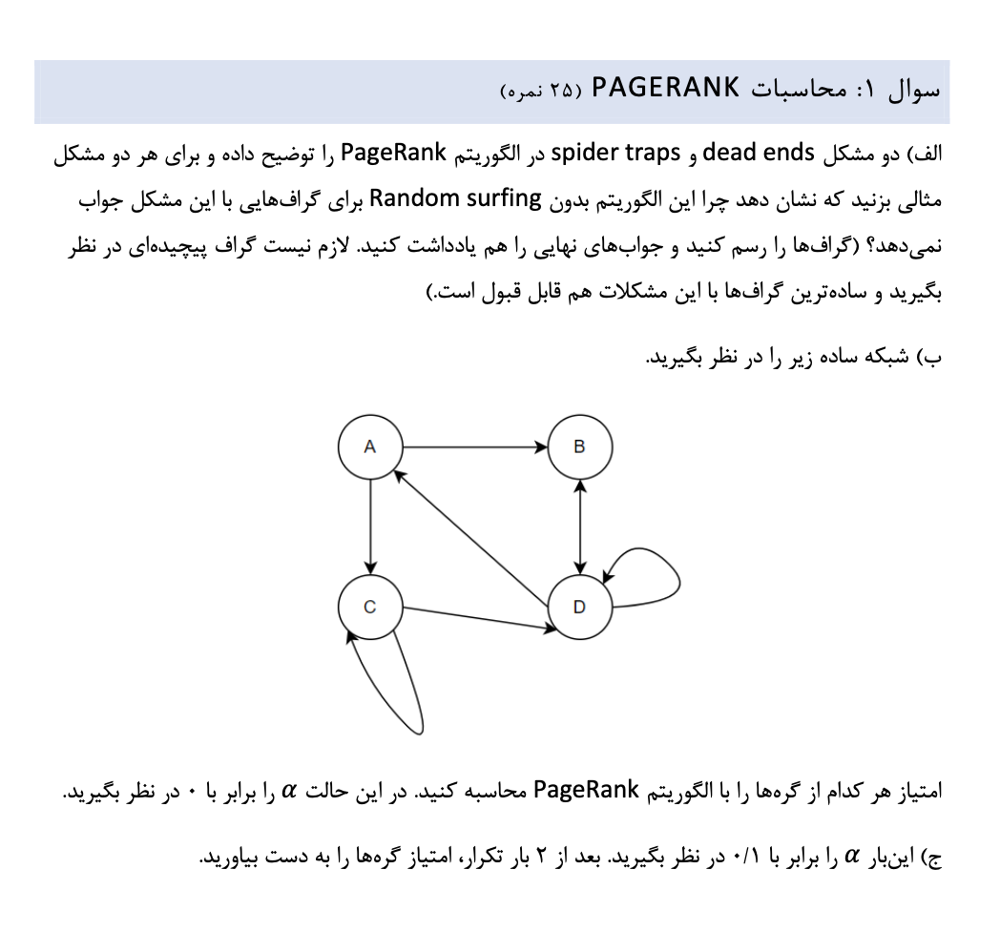 سوال ۱: محاسبات PAGERANK (۲۵ نمره)
الف) دو مشکل dead ends و spider traps در الگوریتم PageRank را توضیح داده و برای هر دو مشکل
مثالی بزنید که نشان دهد چرا این الگوریتم بدون Random surfing برای گراف‌هایی با این مشکل جواب
نمی‌دهد؟ (گراف‌ها را رسم کنید و جواب‌های نهایی را هم یادداشت کنید. لازم نیست گراف پیچیده‌ای در نظر
بگیرید و ساده‌ترین گراف‌ها با این مشکلات هم قابل قبول است.)
ب) شبکه ساده زیر را در نظر بگیرید.
A
B
C
D
امتیاز هر کدام از گره‌ها را با الگوریتم PageRank محاسبه کنید. در این حالت α را برابر با ۰ در نظر بگیرید.
ج) این‌بار α را برابر با ۰/۱ در نظر بگیرید. بعد از ۲ بار تکرار، امتیاز گره‌ها را به دست بیاورید.